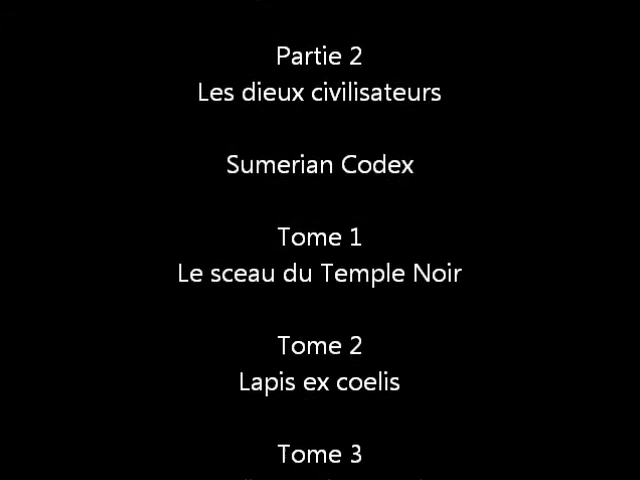 Partie 2
Les dieux civilisateurs
Sumerian Codex
Tome 1
Le sceau du Temple Noir
Tome 2
Lapis ex coelis
Tome 3